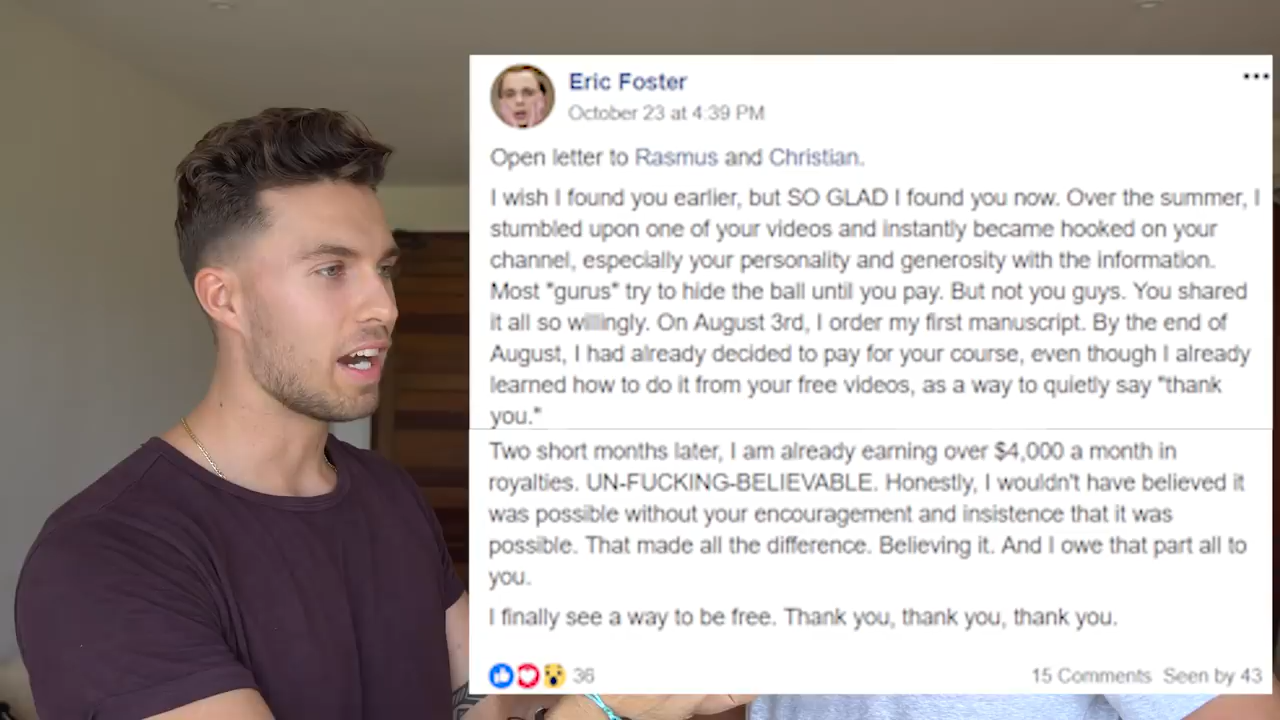 Eric Foster
October 23 at 4:39 PM
Open letter to Rasmus and Christian.
I wish I found you earlier, but SO GLAD I found you now. Over the summer, I
stumbled upon one of your videos and instantly became hooked on your
channel, especially your personality and generosity with the information.
Most "gurus" try to hide the ball until you pay. But not you guys. You shared
it all so willingly. On August 3rd, I order my first manuscript. By the end of
August, I had already decided to pay for your course, even though I already
learned how to do it from your free videos, as a way to quietly say "thank
you."
Two short months later, I am already earning over $4,000 a month in
royalties. UN-FUCKING-BELIEVABLE. Honestly, I wouldn't have believed it
was possible without your encouragement and insistence that it was
possible. That made all the difference. Believing it. And I owe that part all to
you.
I finally see a way to be free. Thank you, thank you, thank you.
36
15 Comments Seen by 43